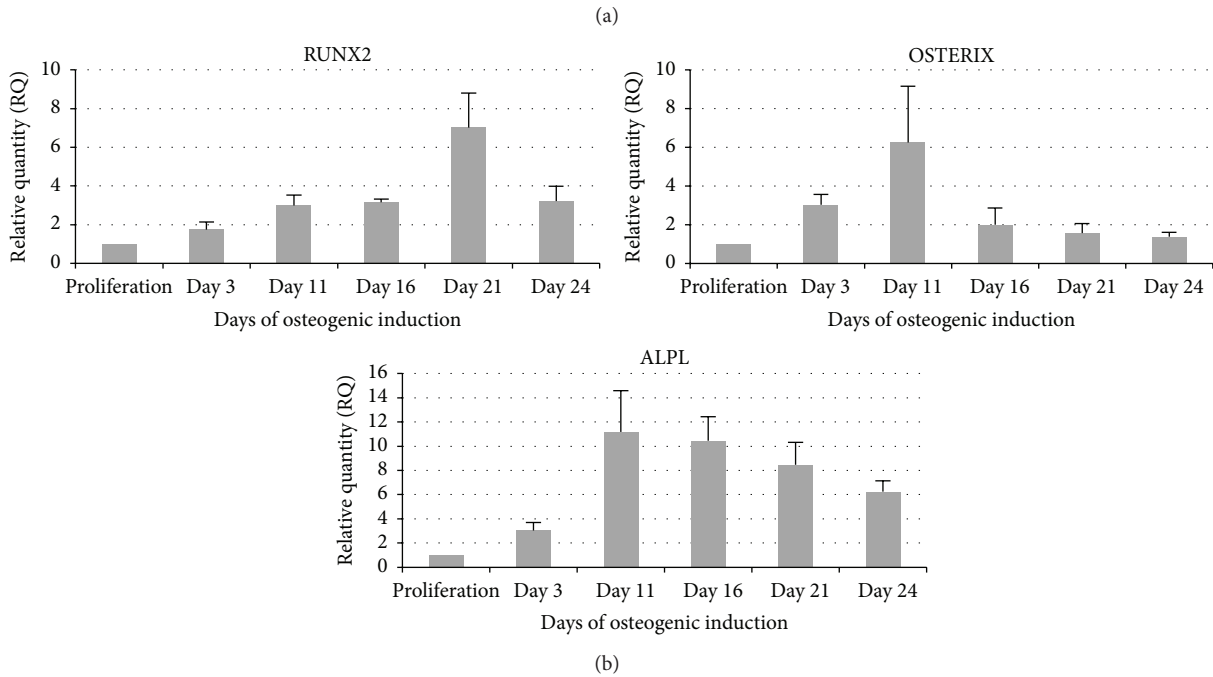 (a)
RUNX2
Relative quantity (RQ)
10
8
6
4
2
0
Proliferation Day 3 Day 11 Day 16 Day 21 Day 24
Days of osteogenic induction
OSTERIX
Relative quantity (RQ)
10
8
6
4
2
0
Proliferation Day 3 Day 11 Day 16 Day 21 Day 24
Days of osteogenic induction
ALPL
Relative quantity (RQ)
16
14
12
10
8
6
4
2
0
Proliferation Day 3 Day 11 Day 16 Day 21 Day 24
Days of osteogenic induction
(b)